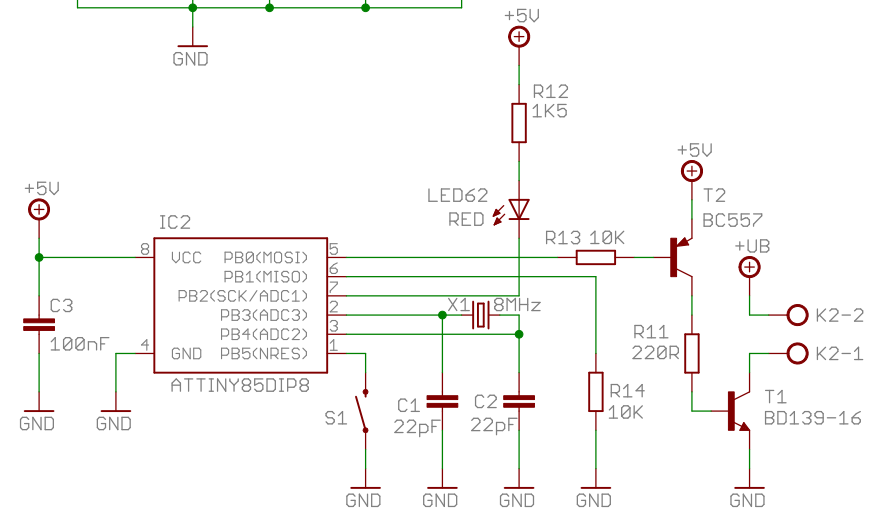 +5V
GND
R12
1K5
+5V
+5V
LED62
RED
T2
BC557
IC2
R13 10K
+UB
8
VCC
PB0(MOSI)
5
PB1(MISO)
6
PB2(SCK/ADC1)
7
C3
100nF
PB3(ADC3)
2
X1
8MHz
K2-2
PB4(ADC2)
3
R11
220R
K2-1
4
GND
PB5(NRES)
1
ATTINY85DIP8
R14
10K
T1
BD139-16
S1
C1
22pF
C2
22pF
GND
GND
GND
GND
GND
GND
GND